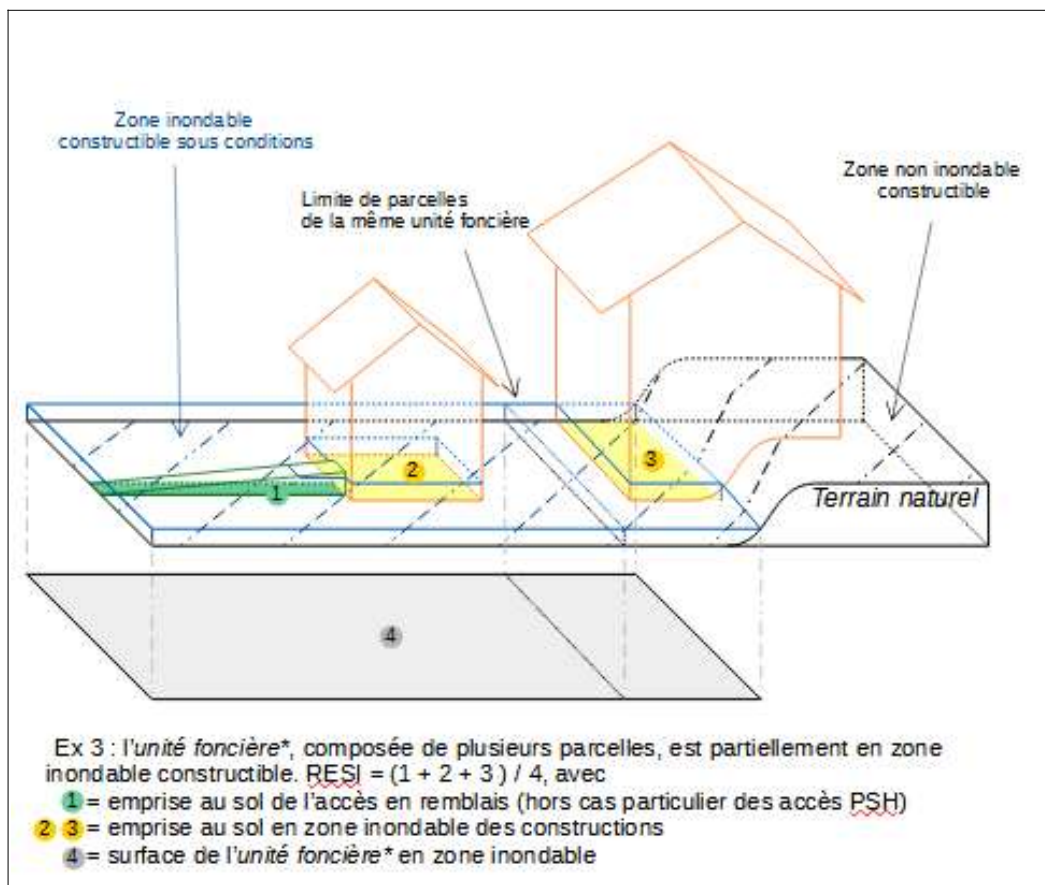 Zone inondable
constructible sous conditions
Zone non inondable
constructible
Limite de parcelles
de la même unité foncière
2
3
1
Terrain naturel
4
Ex 3 : l'unité foncière*, composée de plusieurs parcelles, est partiellement en zone
inondable constructible. RESI = (1 + 2 + 3 ) / 4, avec
1 = emprise au sol de l'accès en remblais (hors cas particulier des accès PSH)
2 3 = emprise au sol en zone inondable des constructions
4 = surface de l'unité foncière* en zone inondable